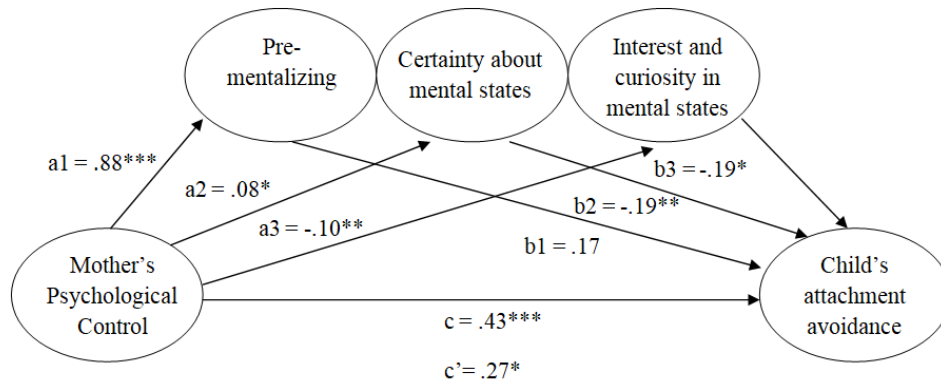 Pre-
mentalizing
Certainty about
mental states
Interest and
curiosity in
mental states
a1 = .88***
a2 = .08*
a3 = -.10**
b3 = -.19*
b2 = -.19**
b1 = .17
Mother’s
Psychological
Control
Child’s
attachment
avoidance
c = .43***
c’= .27*